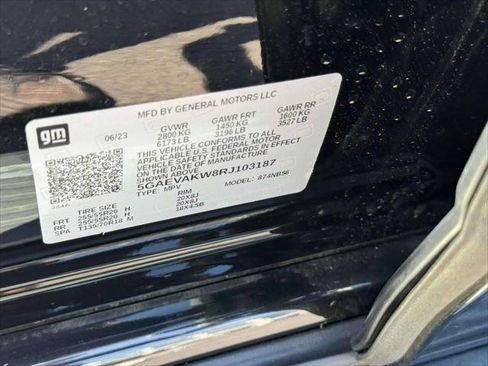 MFD BY GENERAL MOTORS LLC
gm
06/23
GVWR GAWR FRT GAWR RR
2800 KG 1450 KG 1600 KG
6173 LB 3196 LB 3527 LB
THIS VEHICLE CONFORMS TO ALL APPLICABLE U.S. FEDERAL
MOTOR VEHICLE SAFETY STANDARDS IN EFFECT
ON THE DATE OF MANUFACTURE
5GAEVAKW8RJ103187
TYPE: MPV MODEL: 874NB56
TIRE SIZE RIM
FRT 255/55R20 H 20X8J
RR 255/55R20 H 20X8J
SPA T135/70R18 M 18X4.5B